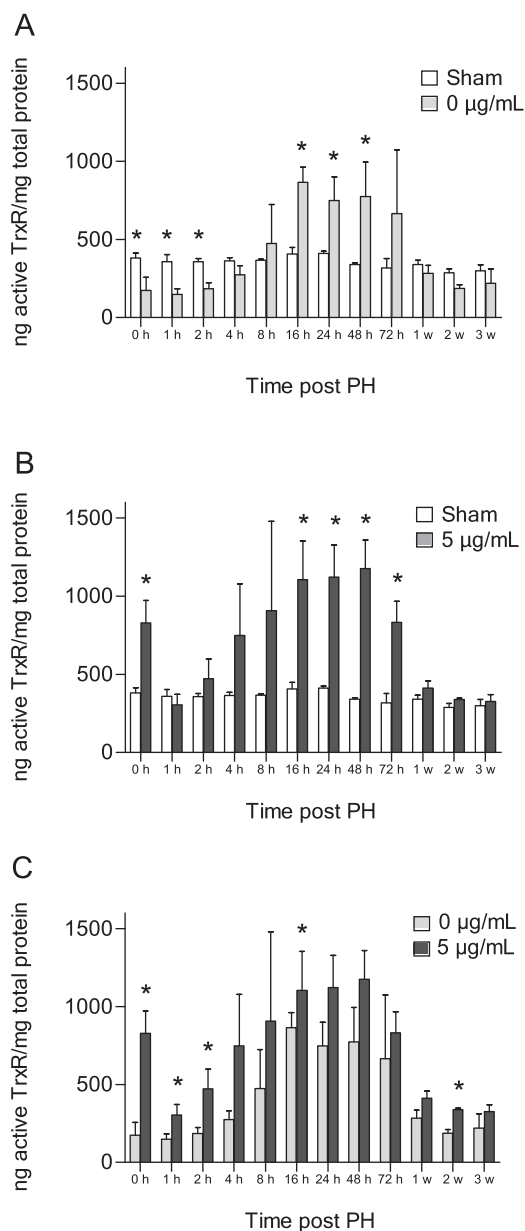 A
ng active TrxR/mg total protein
1500
1000
500
0
Sham
0 µg/mL
* * * * * *
0 h 1 h 2 h 4 h 8 h 16 h 24 h 48 h 72 h 1 w 2 w 3 w
Time post PH
B
ng active TrxR/mg total protein
1500
1000
500
0
Sham
5 µg/mL
* * * * *
0 h 1 h 2 h 4 h 8 h 16 h 24 h 48 h 72 h 1 w 2 w 3 w
Time post PH
C
ng active TrxR/mg total protein
1500
1000
500
0
0 µg/mL
5 µg/mL
* * * * *
0 h 1 h 2 h 4 h 8 h 16 h 24 h 48 h 72 h 1 w 2 w 3 w
Time post PH